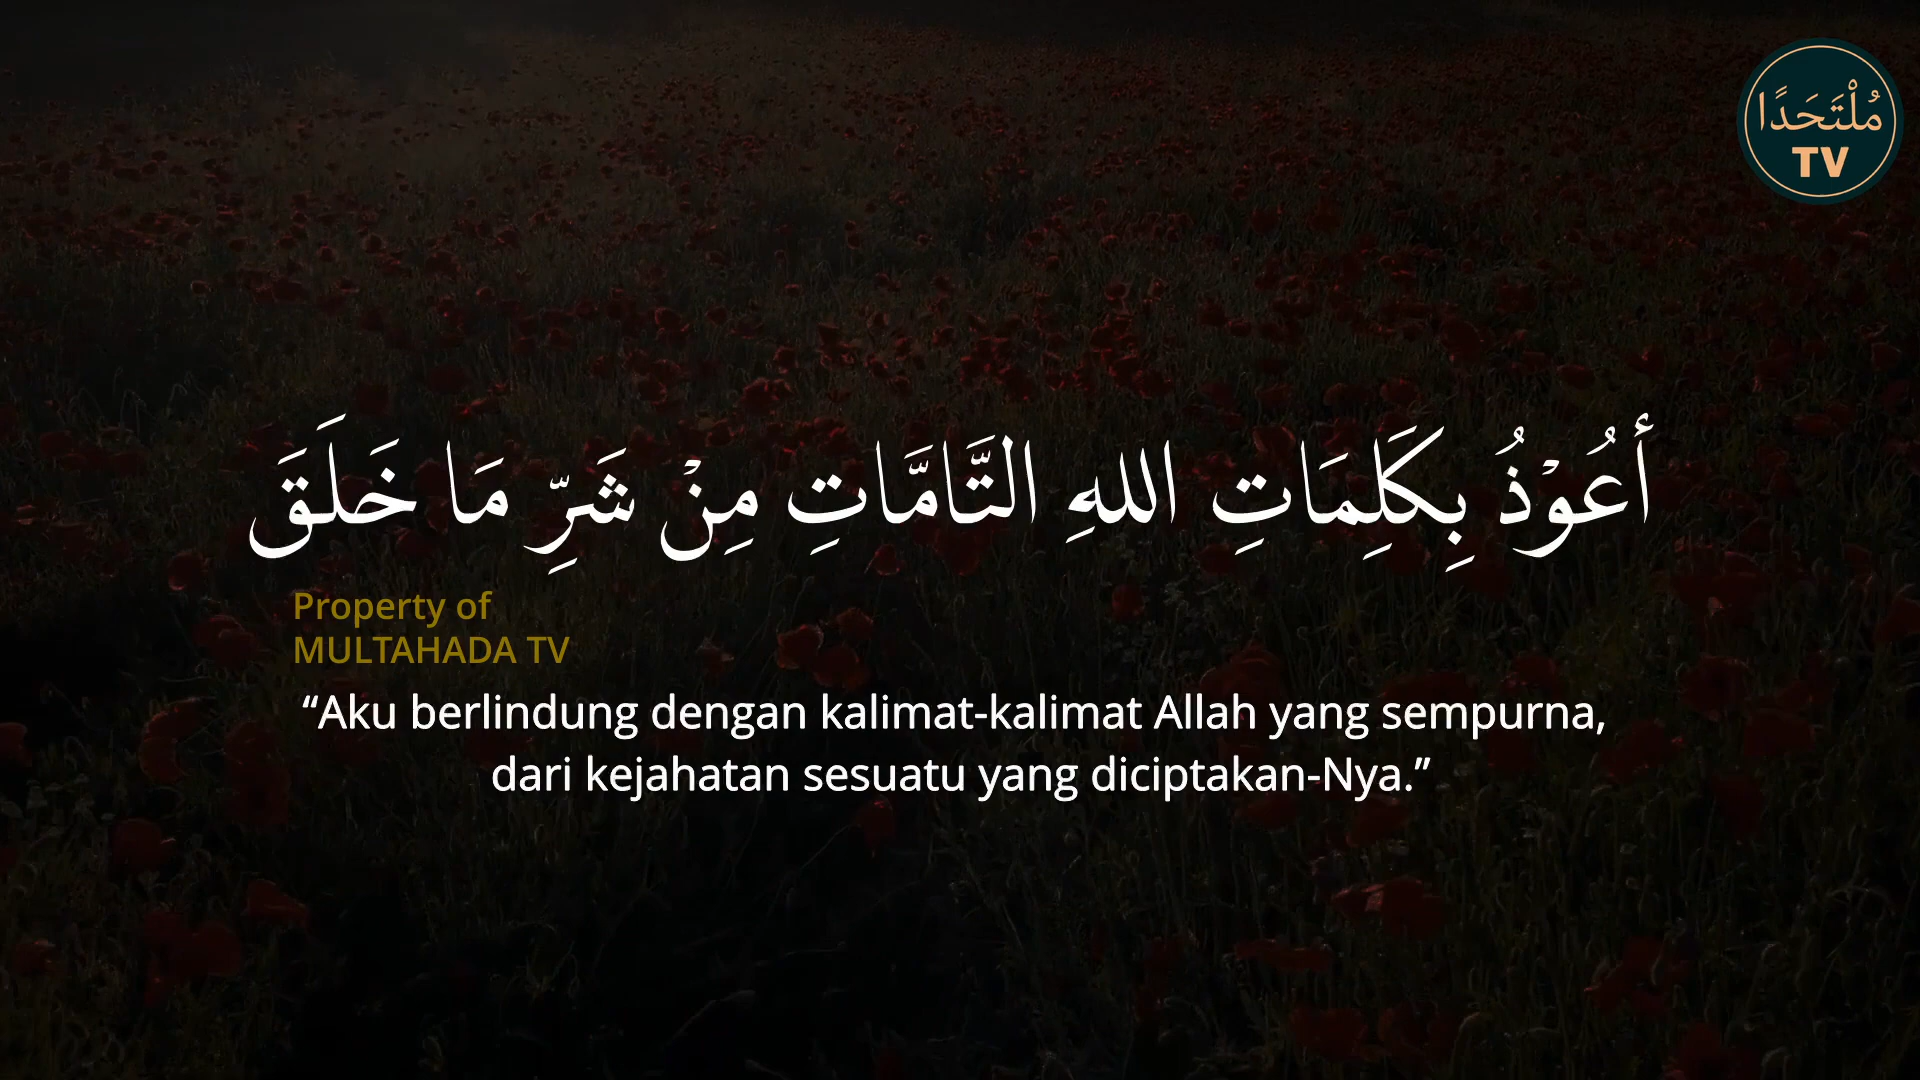 مُلْتَحَدًا
TV
أَعُوْذُ بِكَلِمَاتِ اللهِ التَّامَّاتِ مِنْ شَرِّ مَا خَلَقَ
Property of
MULTAHADA TV
“Aku berlindung dengan kalimat-kalimat Allah yang sempurna,
dari kejahatan sesuatu yang diciptakan-Nya.”